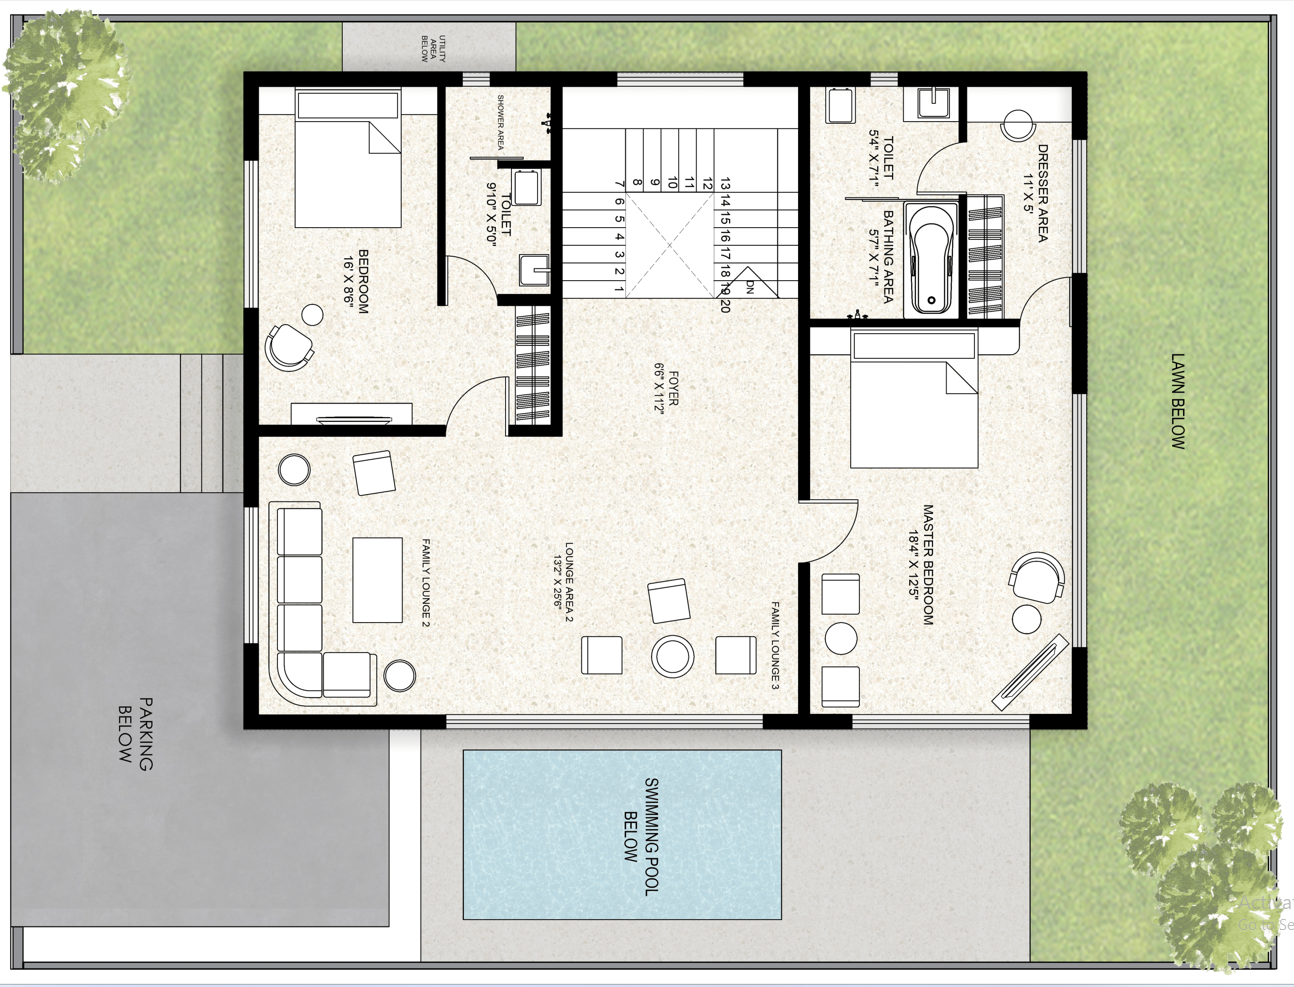 UTILITY
AREA
BELOW
SHOWER AREA
TOILET
9'10" X 5'0"
BEDROOM
16' X 8'6"
7
8
9
10
11
12
13
14
15
16
17
18
19
20
6
5
4
3
2
1
DN
TOILET
5'4" X 7'1"
BATHING AREA
5'7" X 7'1"
DRESSER AREA
11' X 5'
FOYER
6'6" X 11'2"
LAWN BELOW
MASTER BEDROOM
18'4" X 12'5"
FAMILY LOUNGE 2
LOUNGE AREA 2
13'2" X 25'6"
FAMILY LOUNGE 3
PARKING
BELOW
SWIMMING POOL
BELOW
Activa
Go to Se